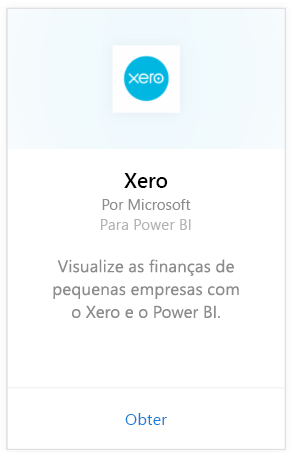 xero
Xero
Por Microsoft
Para Power BI
Visualize as finanças de
pequenas empresas com
o Xero e o Power BI.
Obter